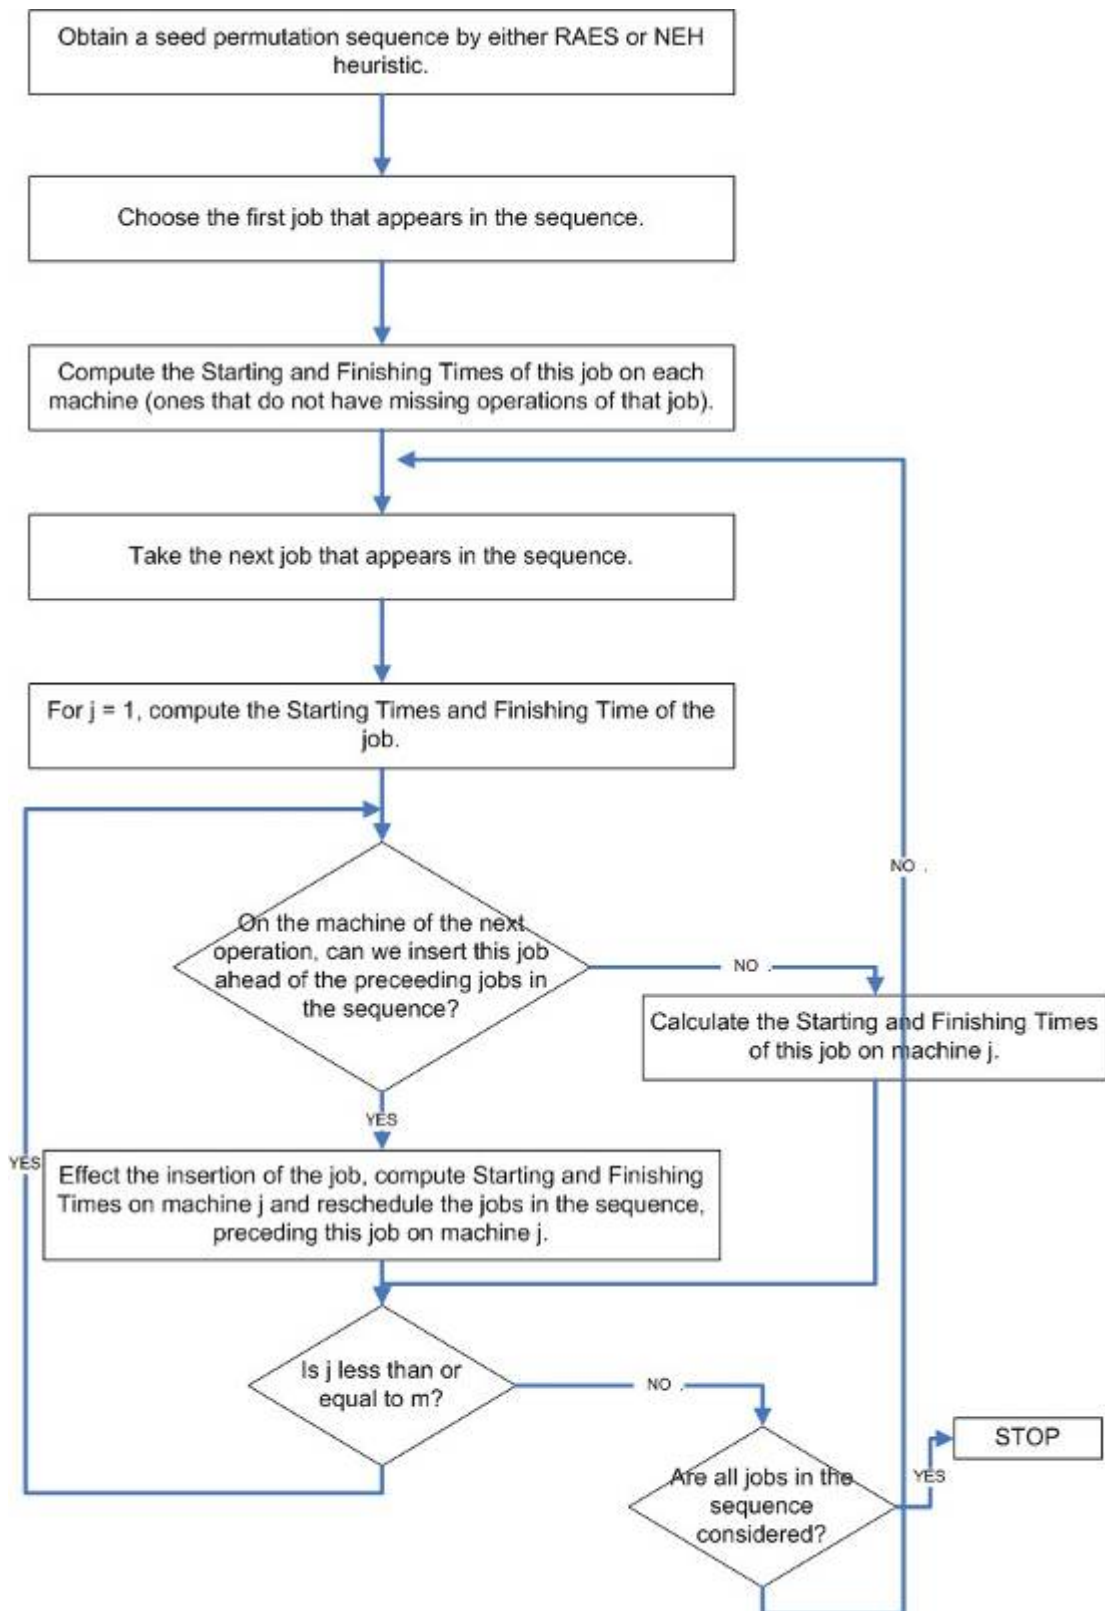 Obtain a seed permutation sequence by either RAES or NEH
heuristic.
Choose the first job that appears in the sequence.
Compute the Starting and Finishing Times of this job on each
machine (ones that do not have missing operations of that job).
Take the next job that appears in the sequence.
For j = 1, compute the Starting Times and Finishing Time of the
job.
NO .
On the machine of the next
operation, can we insert this job
ahead of the preceeding jobs in
the sequence?
NO .
Calculate the Starting and Finishing Times
of this job on machine j.
YES
YES
Effect the insertion of the job, compute Starting and Finishing
Times on machine j and reschedule the jobs in the sequence,
preceding this job on machine j.
Is j less than or
equal to m?
NO .
STOP
YES
Are all jobs in the
sequence
considered?